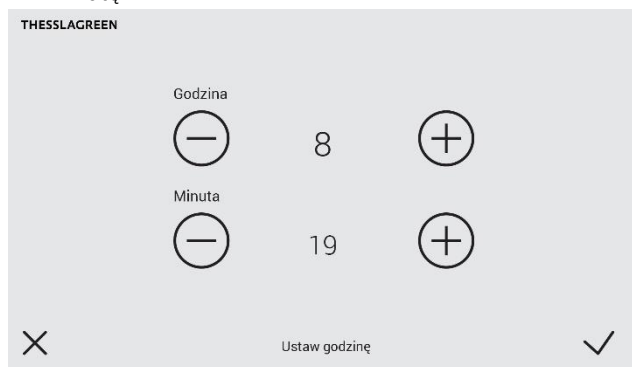 THESSLAGREEN
Godzina
8
Minuta
19
Ustaw godzinę